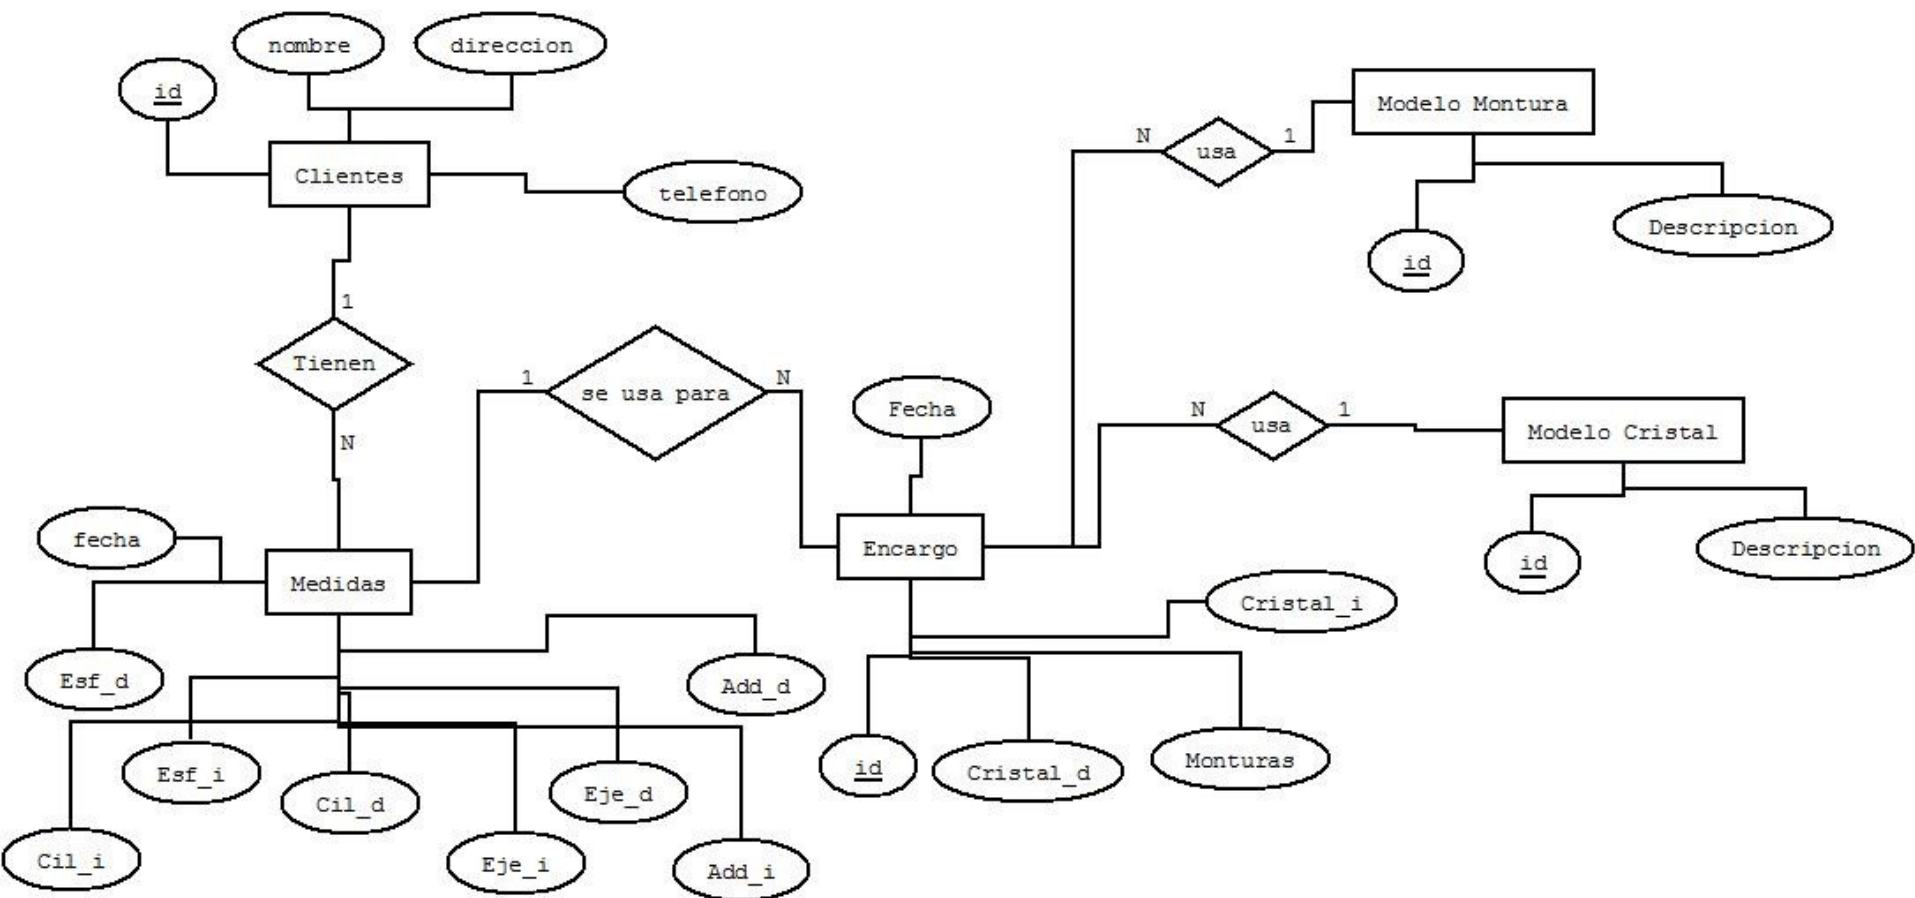 nombre
direccion
id
Clientes
telefono
1
Tienen
N
1
se usa para
N
fecha
Medidas
Esf_d
Esf_i
Cil_i
Cil_d
Eje_i
Eje_d
Add_i
Add_d
Fecha
Encargo
id
Cristal_d
Monturas
Cristal_i
N
usa
1
Modelo Montura
id
Descripcion
N
usa
1
Modelo Cristal
id
Descripcion